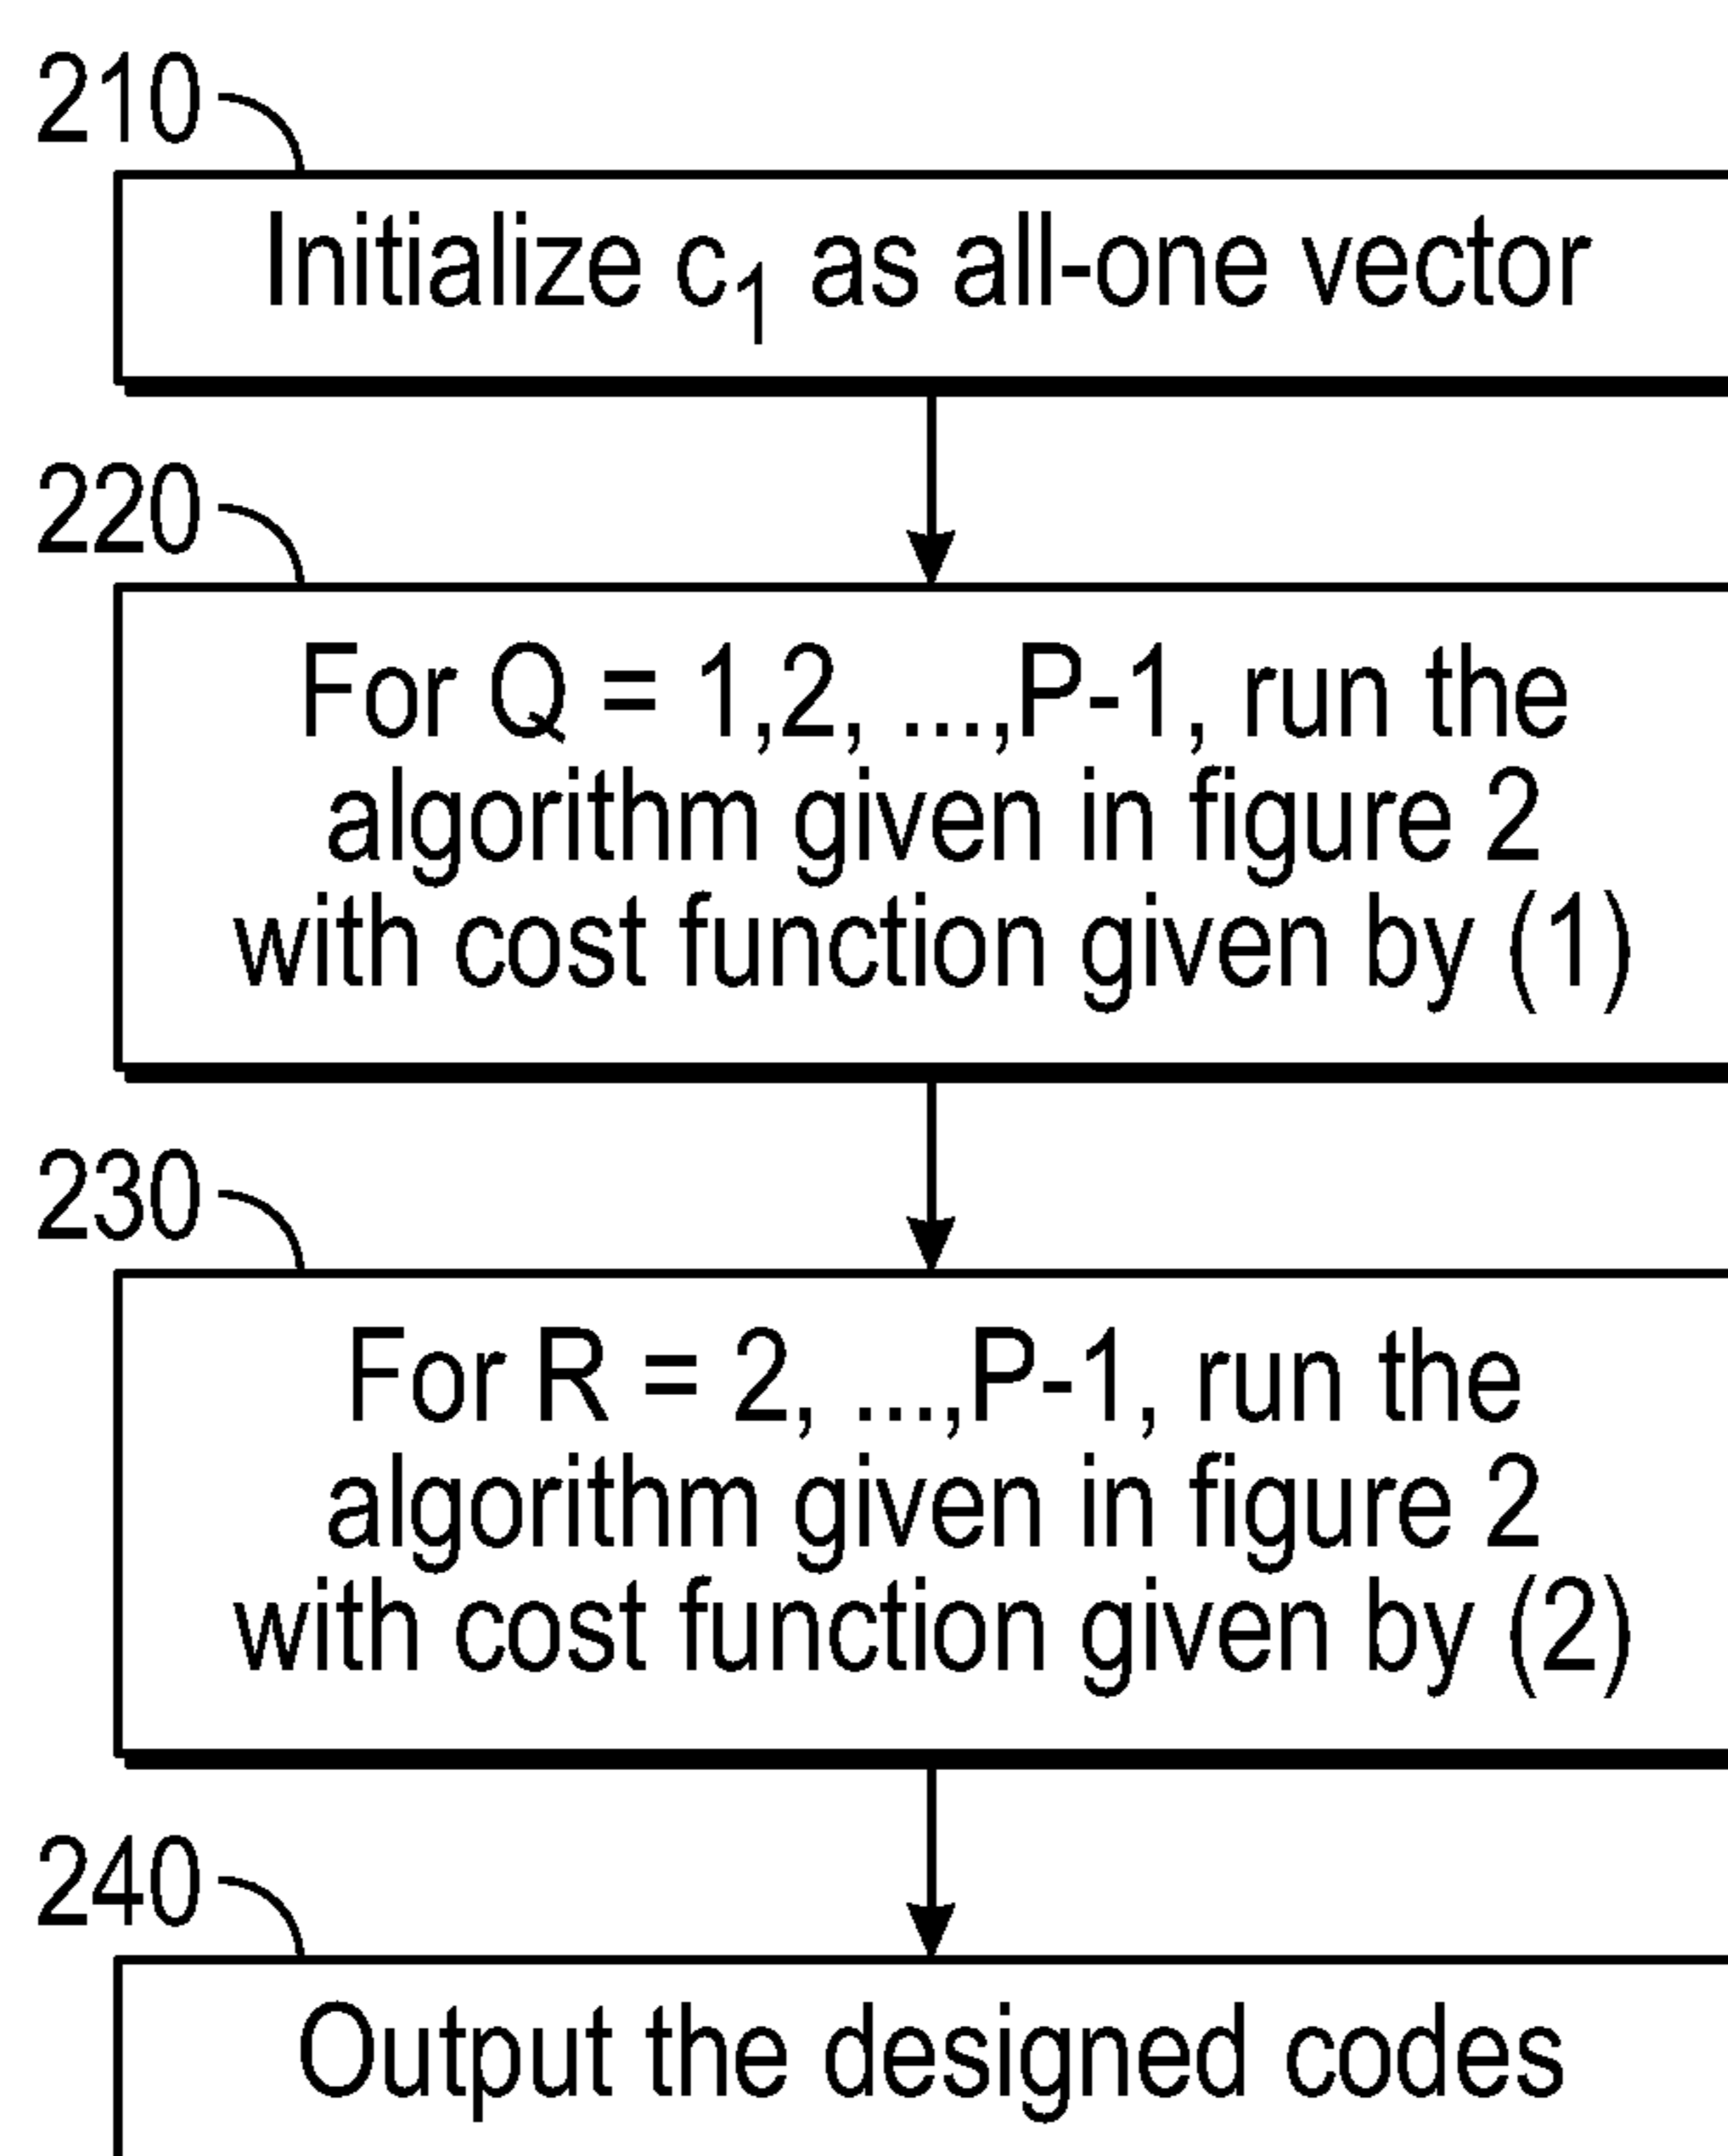 210
Initialize c₁ as all-one vector
220
For Q = 1,2, ...,P-1, run the
algorithm given in figure 2
with cost function given by (1)
230
For R = 2, ...,P-1, run the
algorithm given in figure 2
with cost function given by (2)
240
Output the designed codes